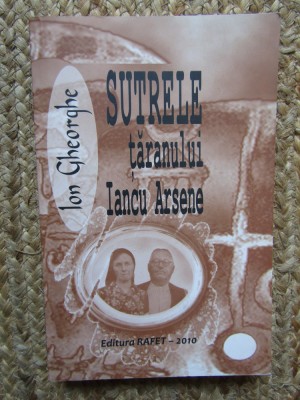 Ion Gheorghe
SUTRELE
țăranului
Iancu Arsene
Editura RAFET - 2010